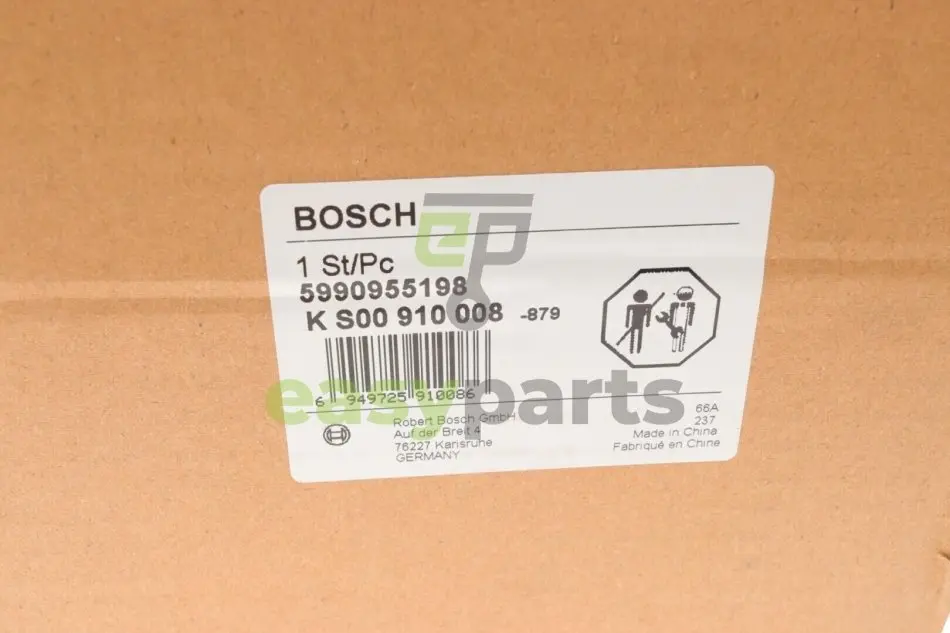 BOSCH
ep
1 St/Pc
5990955198
K S00 910 008 -879
6 949725 910086
easyparts
Robert Bosch GmbH
Auf der Breit 4
76227 Karlsruhe
GERMANY
66A
237
Made in China
Fabriqué en Chine